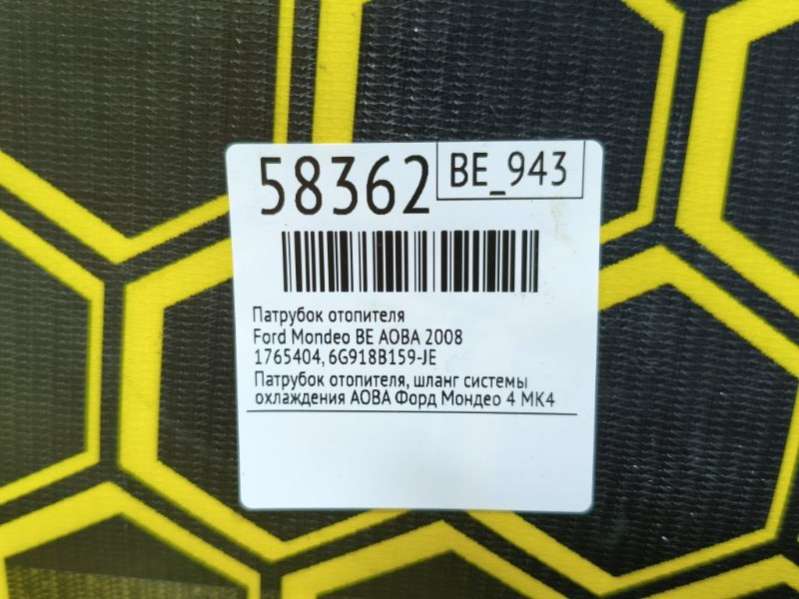 58362
BE_943
Патрубок отопителя
Ford Mondeo BE AOBA 2008
1765404, 6G918B159-JE
Патрубок отопителя, шланг системы
охлаждения AOBA Форд Мондео 4 МК4